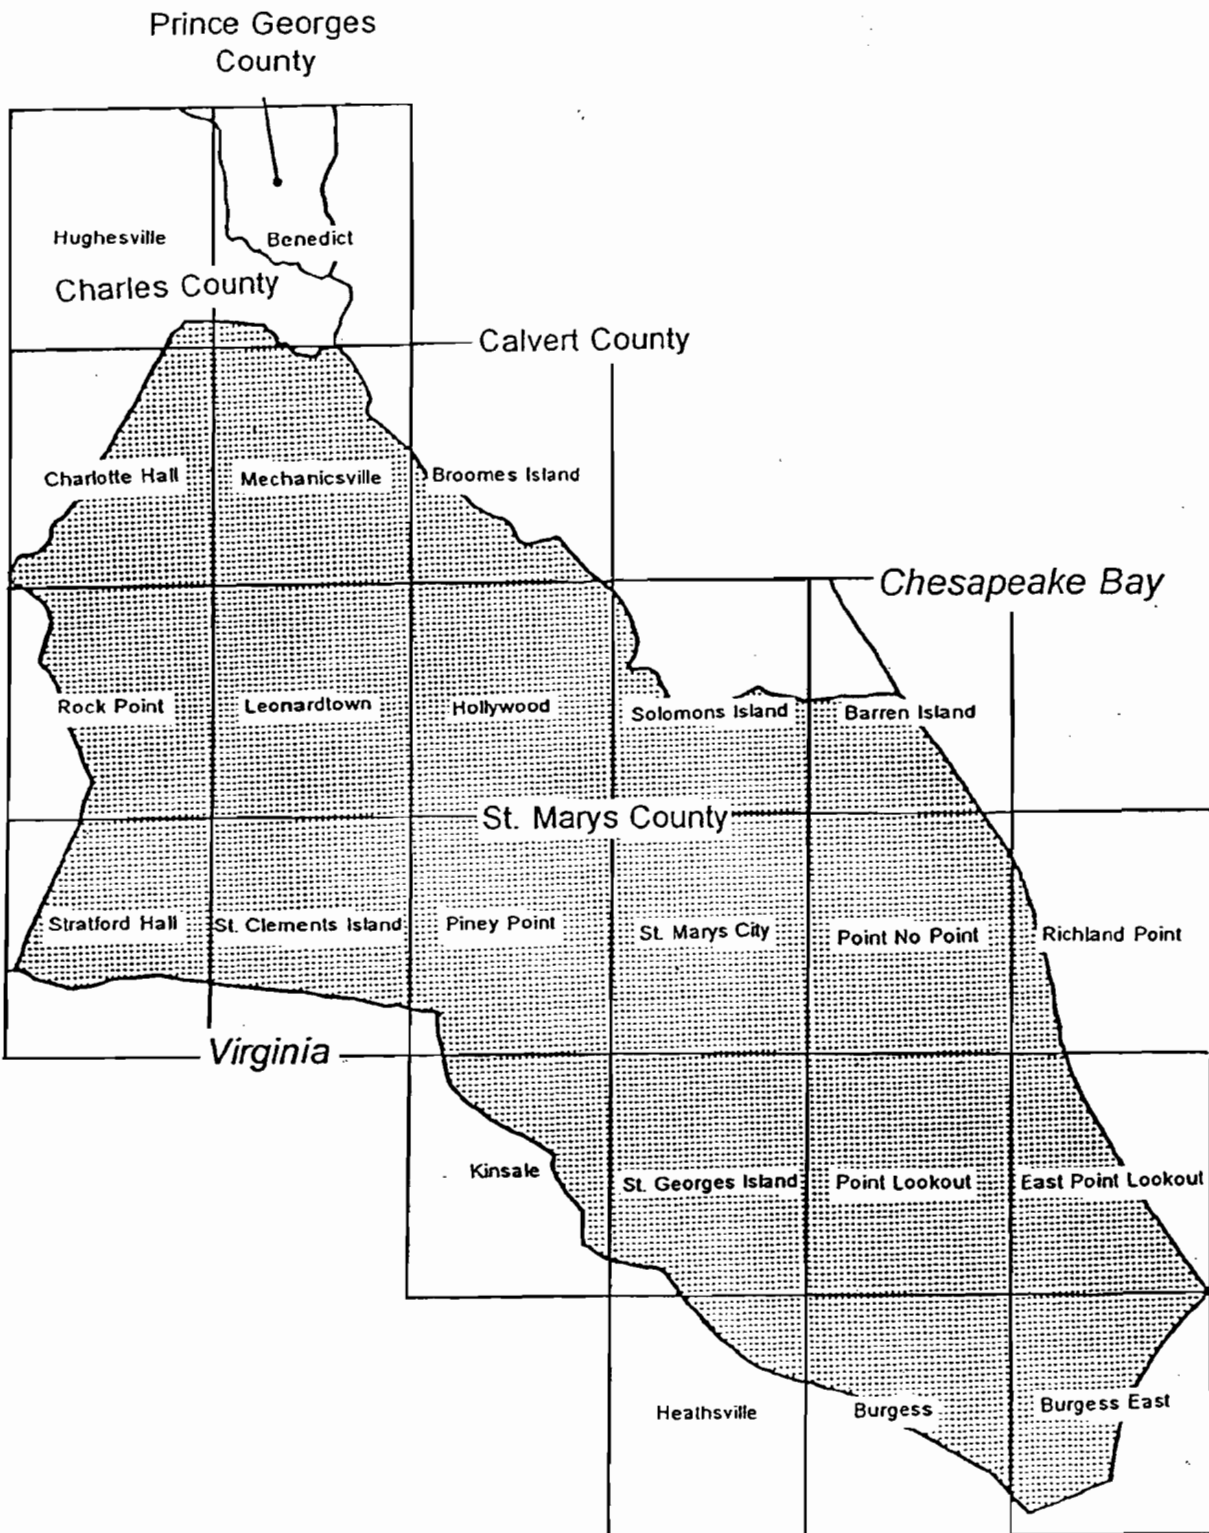 Prince Georges
County
Hughesville
Benedict
Charles County
Calvert County
Charlotte Hall
Mechanicsville
Broomes Island
Chesapeake Bay
Rock Point
Leonardtown
Hollywood
Solomons Island
Barren Island
St. Marys County
Stratford Hall
St. Clements Island
Piney Point
St. Marys City
Point No Point
Richland Point
Virginia
Kinsale
St. Georges Island
Point Lookout
East Point Lookout
Heathsville
Burgess
Burgess East